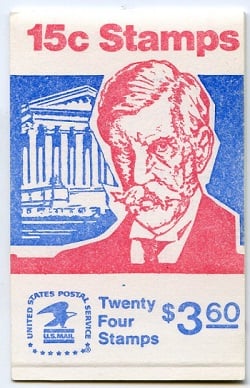 15c Stamps
UNITED STATES POSTAL SERVICE
U.S. MAIL
Twenty
Four
Stamps
$3.60